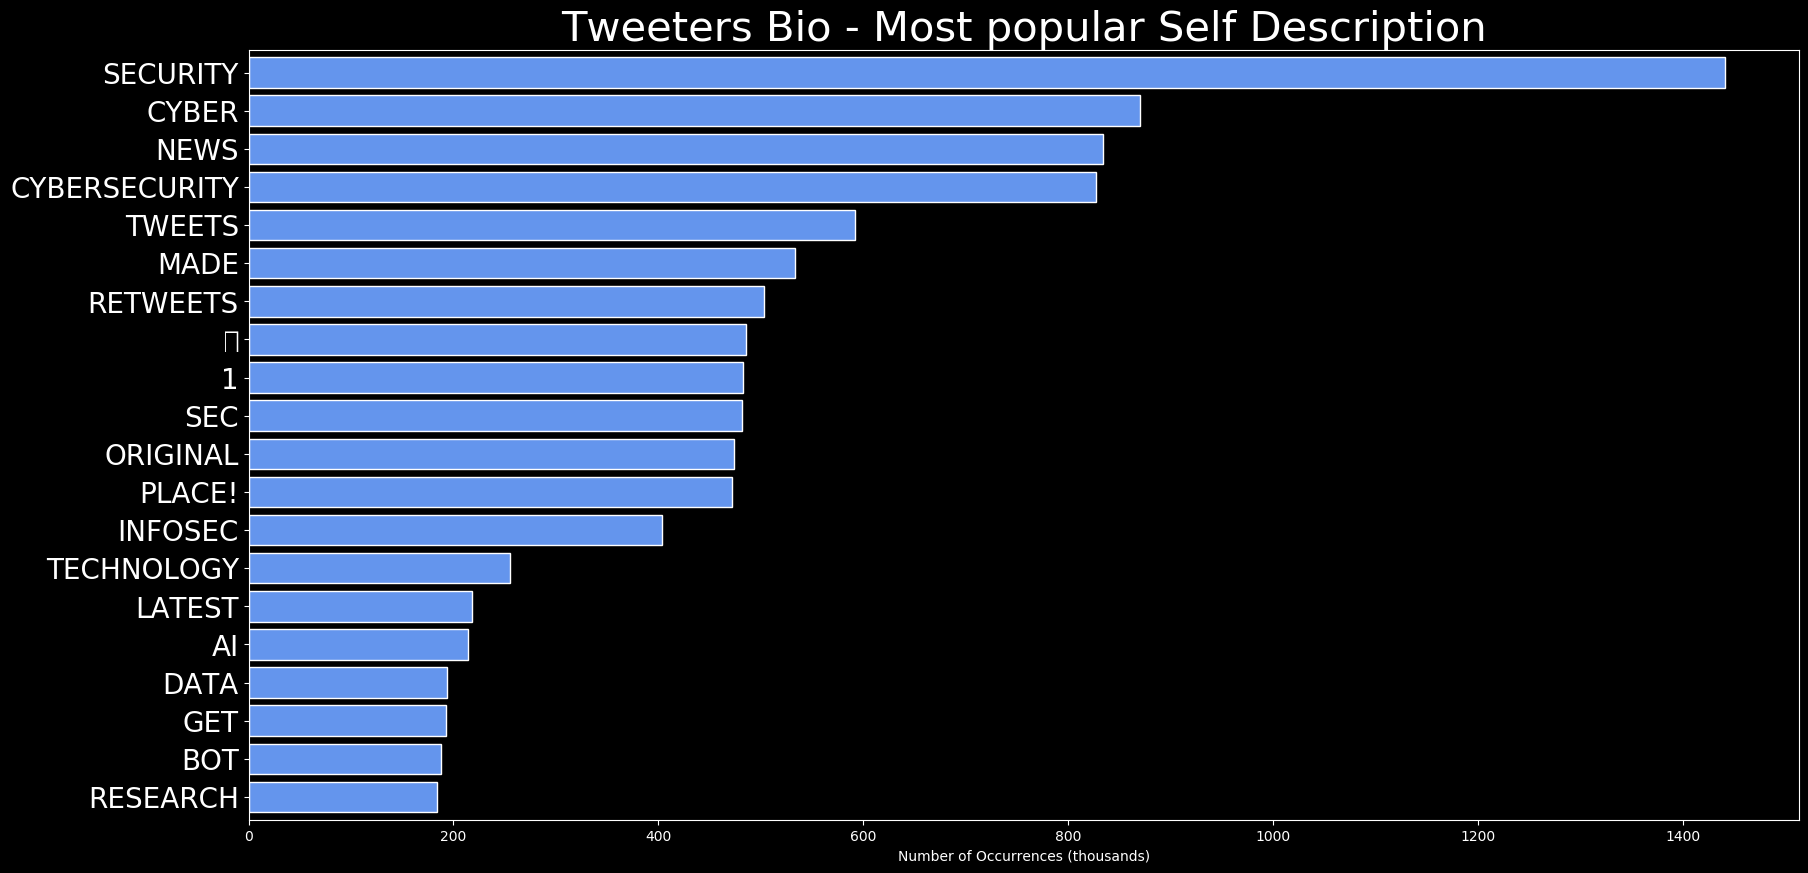 Tweeters Bio - Most popular Self Description
SECURITY
CYBER
NEWS
CYBERSECURITY
TWEETS
MADE
RETWEETS
1
SEC
ORIGINAL
PLACE!
INFOSEC
TECHNOLOGY
LATEST
AI
DATA
GET
BOT
RESEARCH
0 200 400 600 800 1000 1200 1400
Number of Occurrences (thousands)